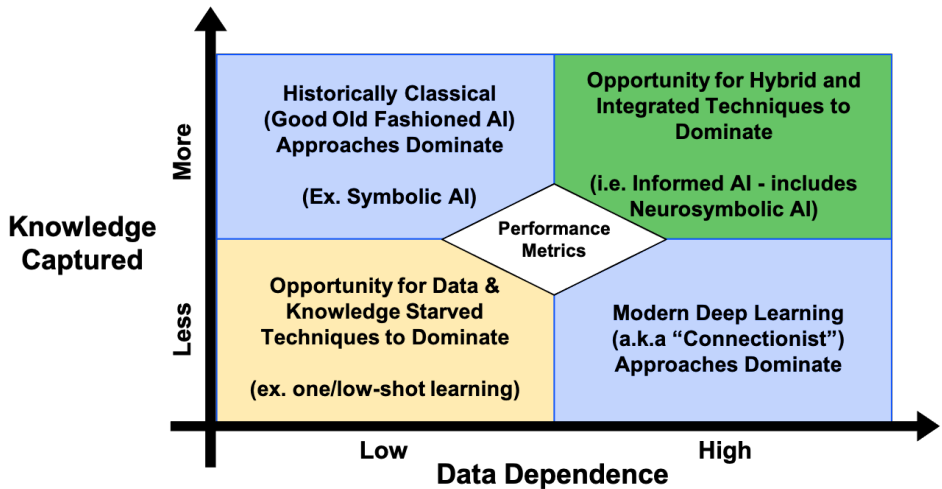 Historically Classical
(Good Old Fashioned AI)
Approaches Dominate
(Ex. Symbolic AI)
Opportunity for Hybrid and
Integrated Techniques to
Dominate
(i.e. Informed AI - includes
Neurosymbolic AI)
More
Knowledge
Captured
Performance
Metrics
Less
Opportunity for Data &
Knowledge Starved
Techniques to Dominate
(ex. one/low-shot learning)
Modern Deep Learning
(a.k.a “Connectionist”)
Approaches Dominate
Low
High
Data Dependence